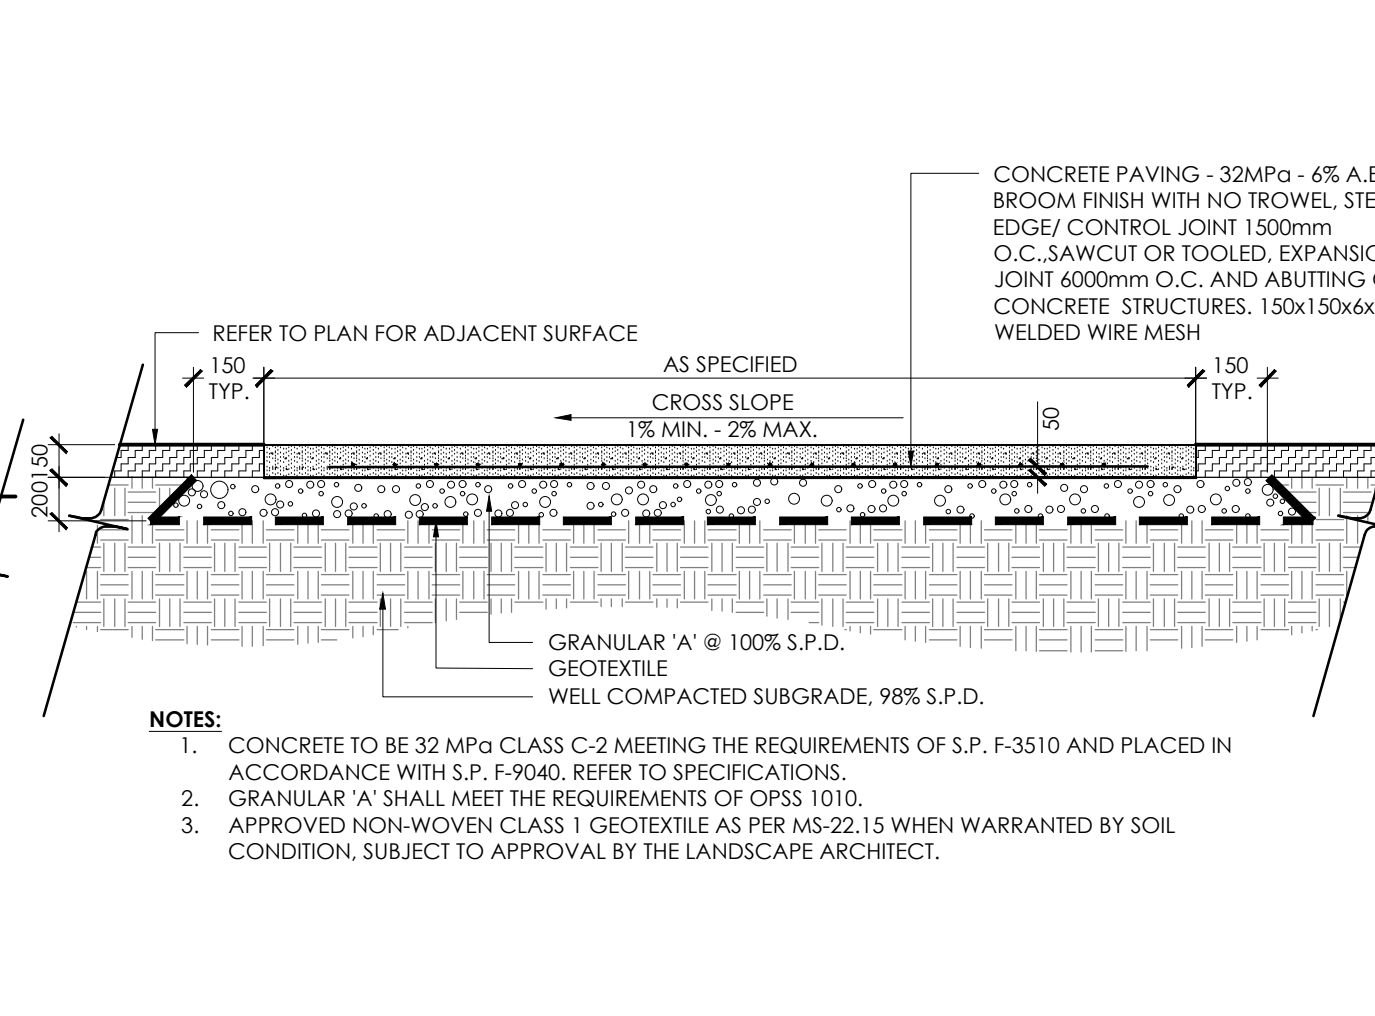 CONCRETE PAVING - 32MPa - 6% A.E
BROOM FINISH WITH NO TROWEL, STE
EDGE/ CONTROL JOINT 1500mm
O.C.,SAWCUT OR TOOLED, EXPANSIO
JOINT 6000mm O.C. AND ABUTTING
CONCRETE STRUCTURES. 150x150x6x
WELDED WIRE MESH
REFER TO PLAN FOR ADJACENT SURFACE
150
TYP.
AS SPECIFIED
150
TYP.
CROSS SLOPE
1% MIN. - 2% MAX.
50
150
200
GRANULAR 'A' @ 100% S.P.D.
GEOTEXTILE
WELL COMPACTED SUBGRADE, 98% S.P.D.
NOTES:
1. CONCRETE TO BE 32 MPa CLASS C-2 MEETING THE REQUIREMENTS OF S.P. F-3510 AND PLACED IN
ACCORDANCE WITH S.P. F-9040. REFER TO SPECIFICATIONS.
2. GRANULAR 'A' SHALL MEET THE REQUIREMENTS OF OPSS 1010.
3. APPROVED NON-WOVEN CLASS 1 GEOTEXTILE AS PER MS-22.15 WHEN WARRANTED BY SOIL
CONDITION, SUBJECT TO APPROVAL BY THE LANDSCAPE ARCHITECT.